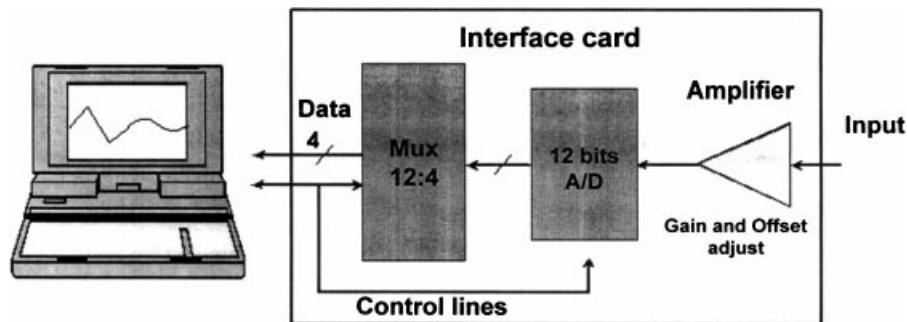 Interface card
Data
4
Mux
12:4
12 bits
A/D
Amplifier
Input
Gain and Offset
adjust
Control lines